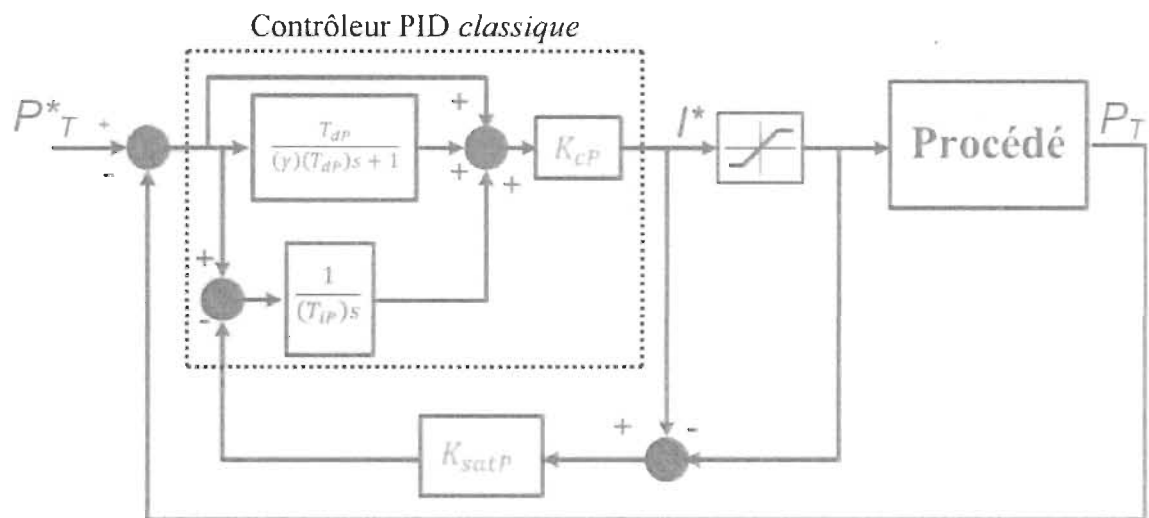 Contrôleur PID classique
P*T
+
-
TdP
(y)(TdP)s + 1
+
+
+
KcP
I*
Procédé
PT
+
-
1
(TiP)s
KsatP
+
-